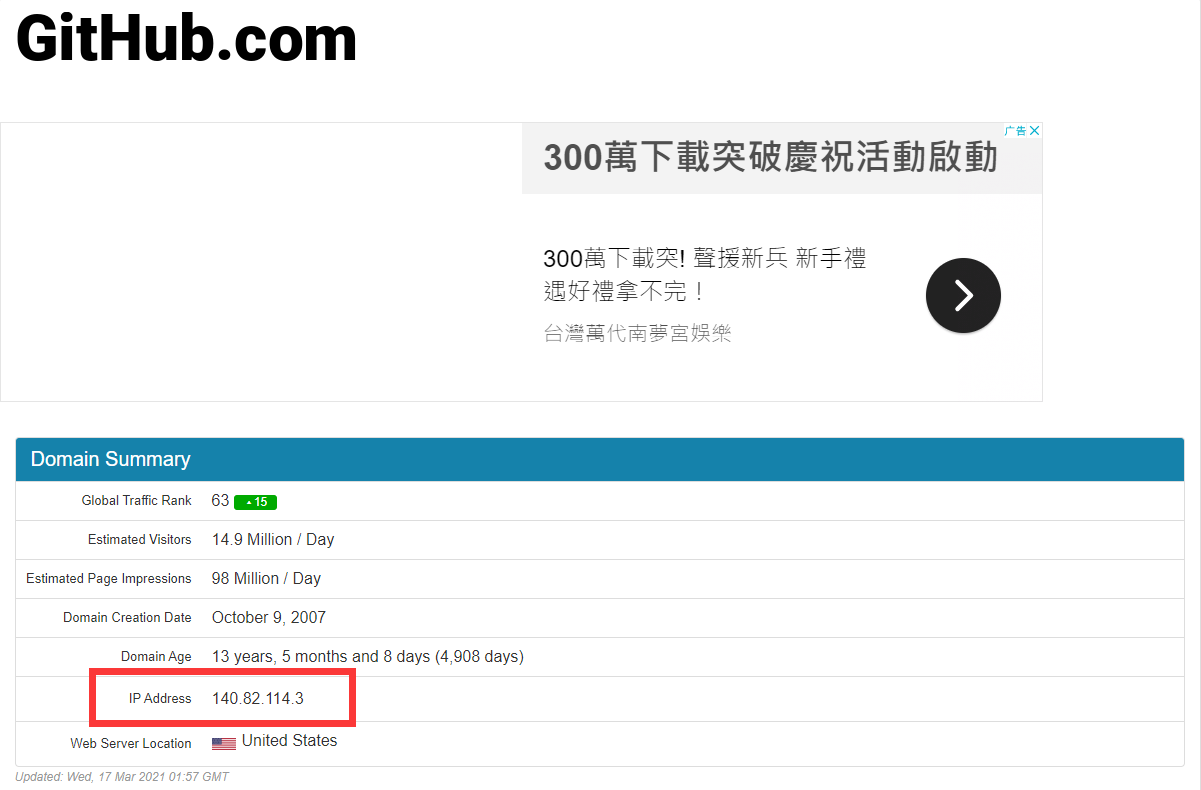 GitHub.com
广告
300萬下載突破慶祝活動啟動
300萬下載突! 聲援新兵 新手禮
遇好禮拿不完！
台灣萬代南夢宮娛樂
Domain Summary
Global Traffic Rank 63 15
Estimated Visitors 14.9 Million / Day
Estimated Page Impressions 98 Million / Day
Domain Creation Date October 9, 2007
Domain Age 13 years, 5 months and 8 days (4,908 days)
IP Address 140.82.114.3
Web Server Location United States
Updated: Wed, 17 Mar 2021 01:57 GMT